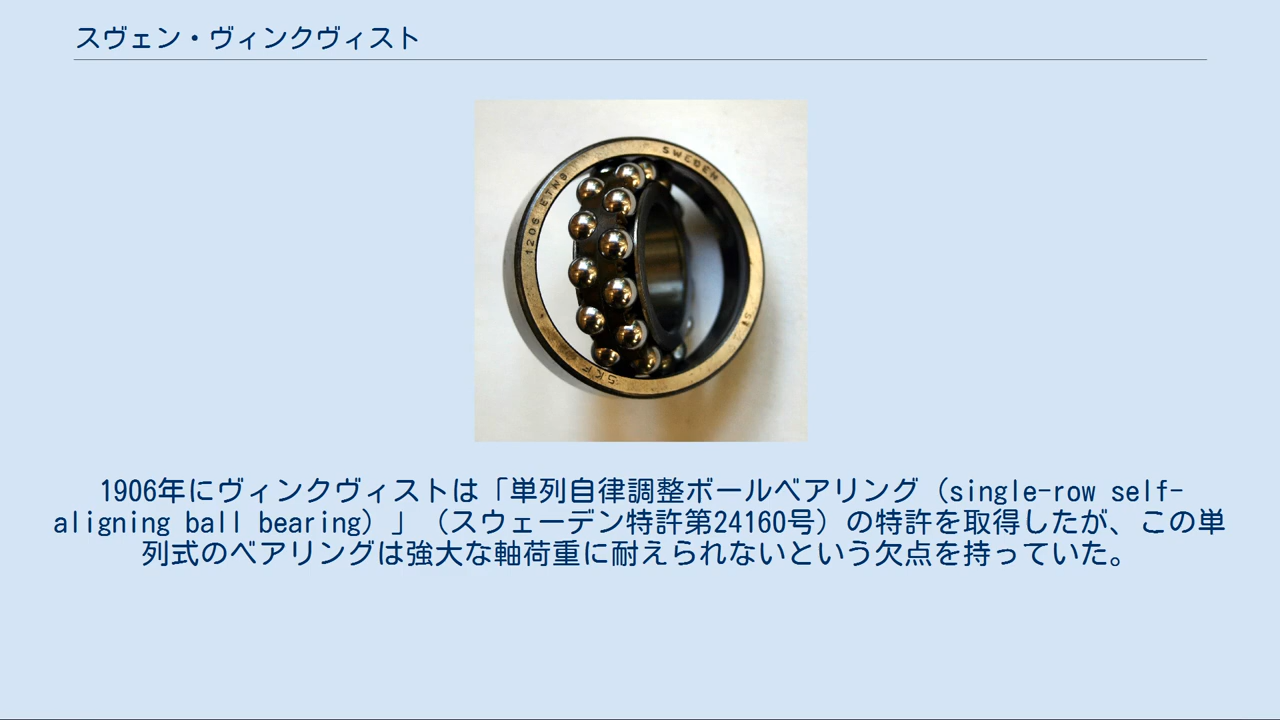 スヴェン・ヴィンクヴィスト
SWEDEN
1206 ETN9
SKF
1906年にヴィンクヴィストは「単列自律調整ボールベアリング（single-row self-
aligning ball bearing）」（スウェーデン特許第24160号）の特許を取得したが、この単
列式のベアリングは強大な軸荷重に耐えられないという欠点を持っていた。